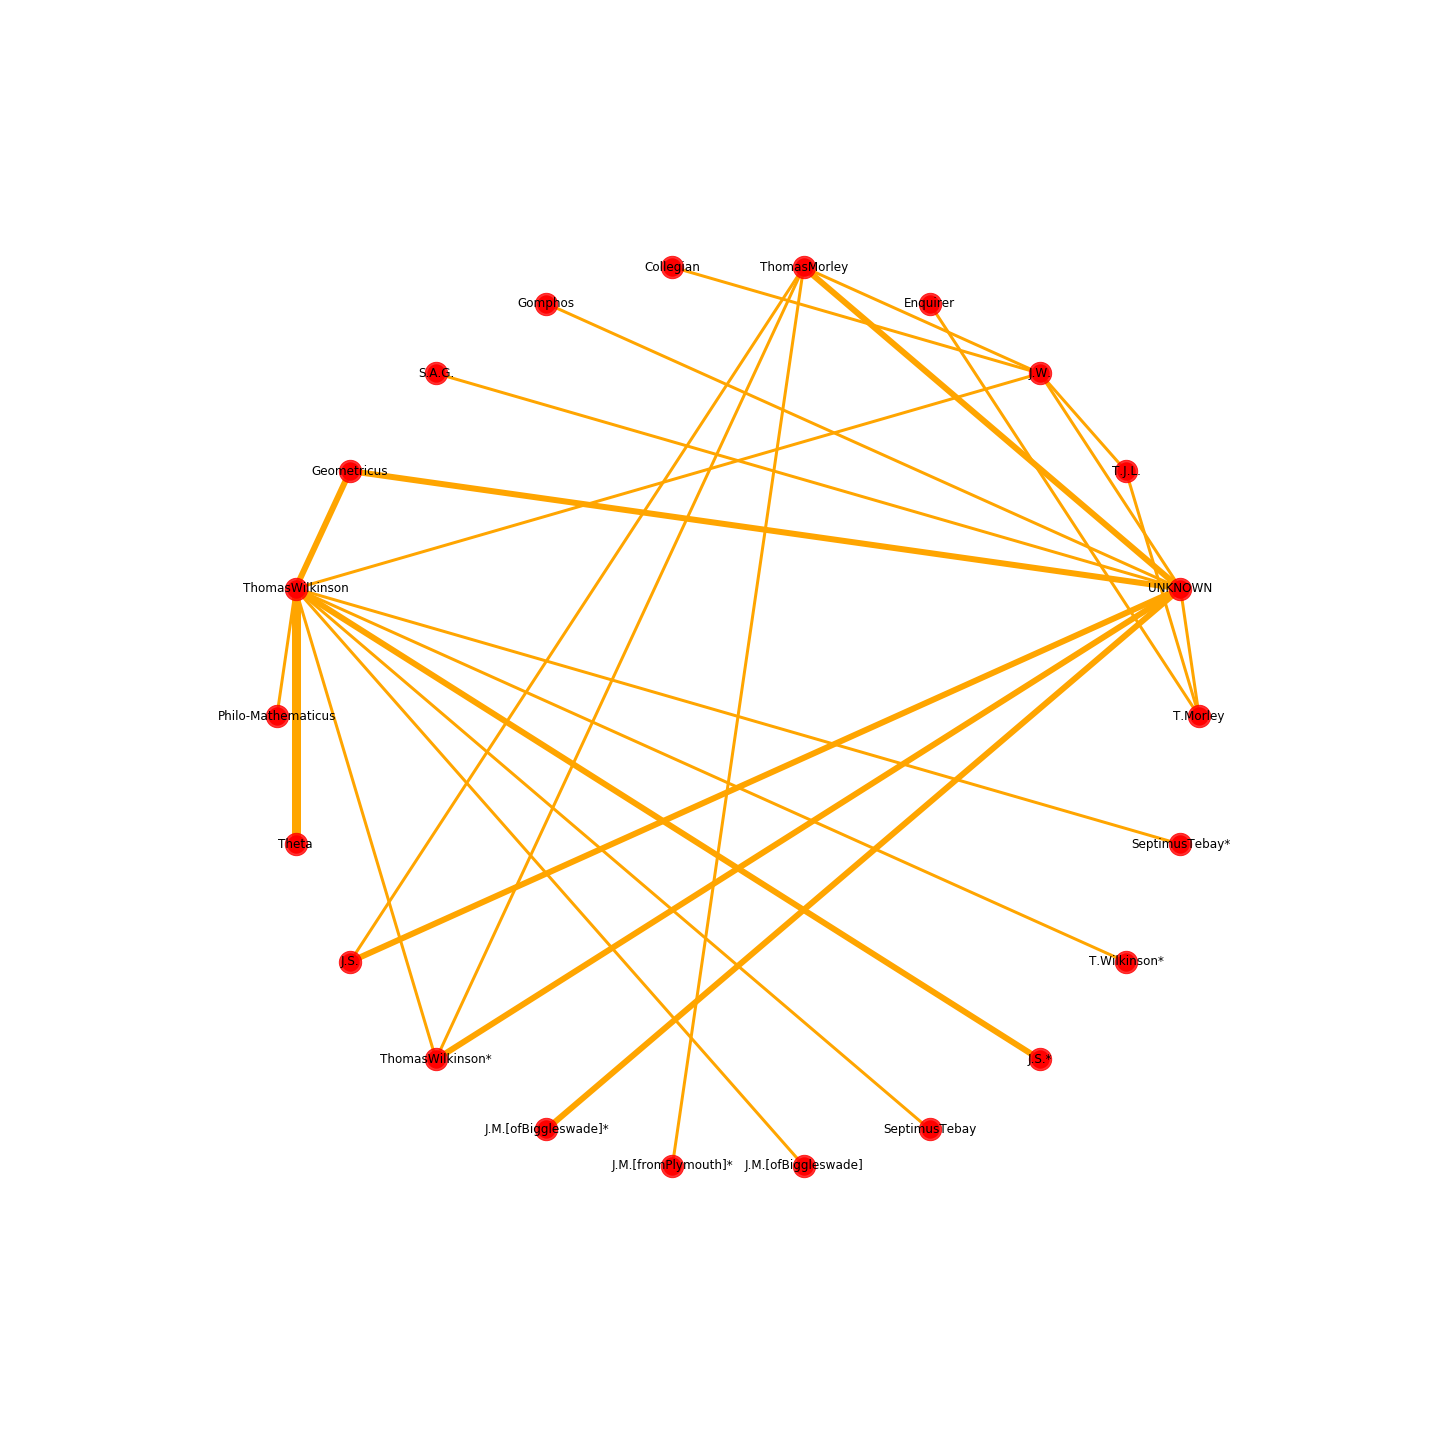 Collegian
ThomasMorley
Gomphos
Enquirer
S.A.G.
J.W.
Geometricus
T.J.L.
ThomasWilkinson
UNKNOWN
Philo-Mathematicus
T.Morley
Theta
SeptimusTebay*
J.S.
T.Wilkinson*
ThomasWilkinson*
J.S.*
J.M.[ofBiggleswade]*
SeptimusTebay
J.M.[fromPlymouth]*
J.M.[ofBiggleswade]